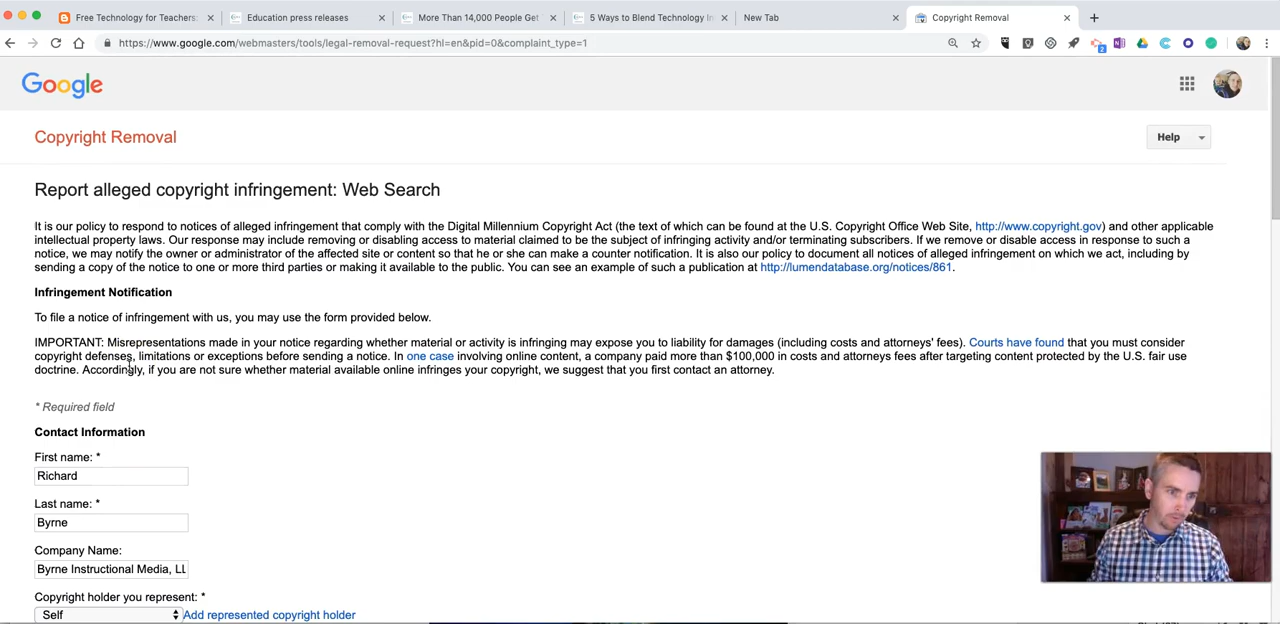 Free Technology for Teachers:
Education press releases
More Than 14,000 People Get
5 Ways to Blend Technology In
New Tab
Copyright Removal
https://www.google.com/webmasters/tools/legal-removal-request?hl=en&pid=0&complaint_type=1
2
Google
Copyright Removal
Help
Report alleged copyright infringement: Web Search
It is our policy to respond to notices of alleged infringement that comply with the Digital Millennium Copyright Act (the text of which can be found at the U.S. Copyright Office Web Site, http://www.copyright.gov) and other applicable
intellectual property laws. Our response may include removing or disabling access to material claimed to be the subject of infringing activity and/or terminating subscribers. If we remove or disable access in response to such a
notice, we may notify the owner or administrator of the affected site or content so that he or she can make a counter notification. It is also our policy to document all notices of alleged infringement on which we act, including by
sending a copy of the notice to one or more third parties or making it available to the public. You can see an example of such a publication at http://lumendatabase.org/notices/861.
Infringement Notification
To file a notice of infringement with us, you may use the form provided below.
IMPORTANT: Misrepresentations made in your notice regarding whether material or activity is infringing may expose you to liability for damages (including costs and attorneys' fees). Courts have found that you must consider
copyright defenses, limitations or exceptions before sending a notice. In one case involving online content, a company paid more than $100,000 in costs and attorneys fees after targeting content protected by the U.S. fair use
doctrine. Accordingly, if you are not sure whether material available online infringes your copyright, we suggest that you first contact an attorney.
* Required field
Contact Information
First name: *
Richard
Last name: *
Byrne
Company Name:
Byrne Instructional Media, LL
Copyright holder you represent: *
Self
Add represented copyright holder